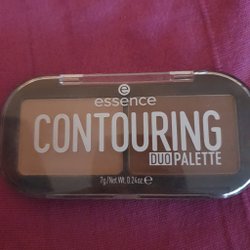 essence
CONTOURING
DUO PALETTE
7g/Net Wt. 0.24oz.e